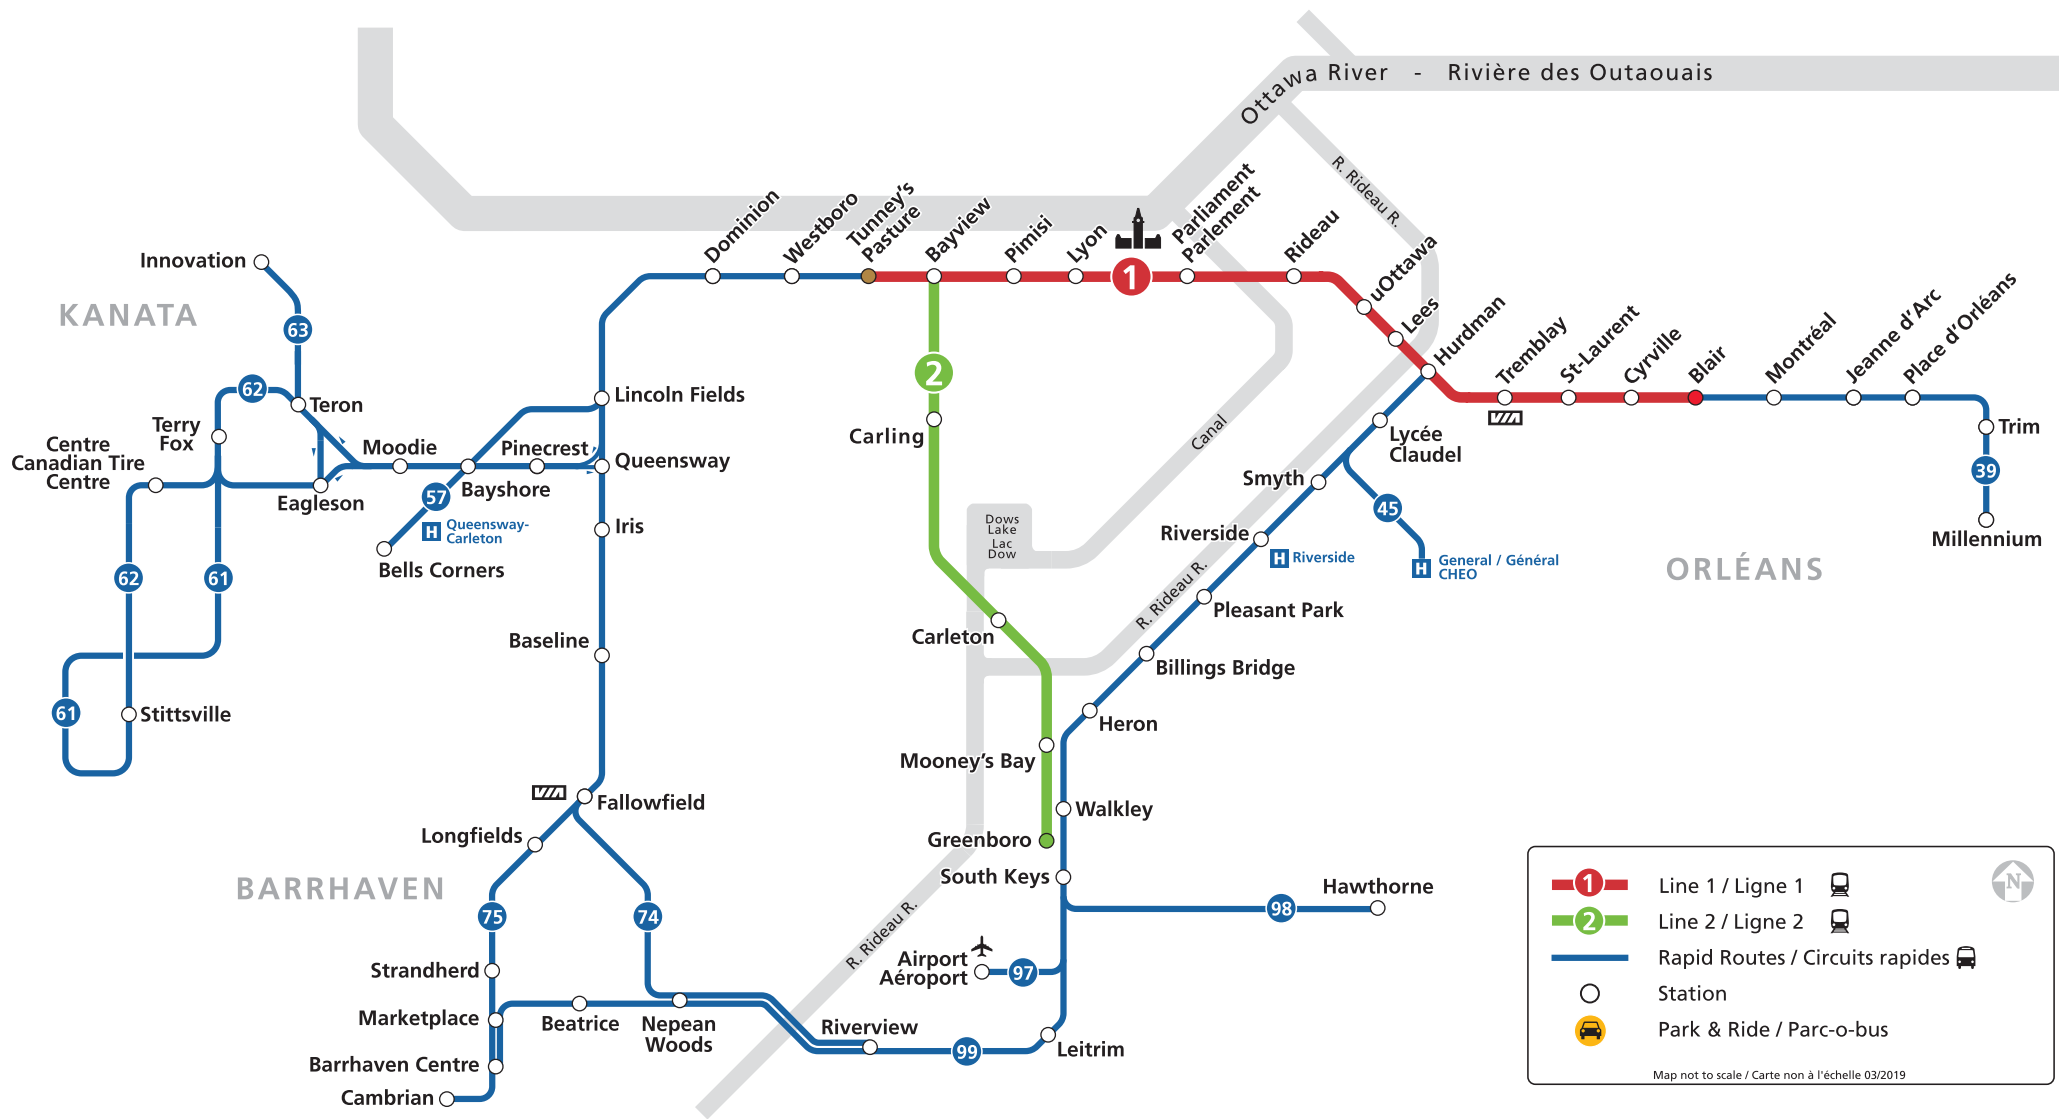 Ottawa River - Rivière des Outaouais
R. Rideau R.
Dominion
Westboro
Tunney's
Pasture
Bayview
Pimisi
Lyon
Parliament
Parlement
Rideau
uOttawa
Lees
Hurdman
Tremblay
St-Laurent
Cyrville
Blair
Montréal
Jeanne d'Arc
Place d'Orléans
Trim
39
Millennium
ORLÉANS
1
2
Innovation
KANATA
63
62
Teron
Terry
Fox
Centre
Canadian Tire
Centre
Eagleson
Moodie
Pinecrest
Bayshore
57
H Queensway-
Carleton
Bells Corners
Lincoln Fields
Queensway
Iris
Baseline
62
61
61
Stittsville
Carling
Canal
Dows
Lake
Lac
Dow
Carleton
Lycée
Claudel
Smyth
45
Riverside
H Riverside
H General / Général
CHEO
R. Rideau R.
Pleasant Park
Billings Bridge
Heron
Mooney's Bay
Walkley
Greenboro
South Keys
Hawthorne
98
VIA
VIA
Fallowfield
Longfields
BARRHAVEN
75
74
R. Rideau R.
Airport
Aéroport
97
Strandherd
Marketplace
Beatrice
Nepean
Woods
Riverview
99
Leitrim
Barrhaven Centre
Cambrian
1 Line 1 / Ligne 1
N
2 Line 2 / Ligne 2
Rapid Routes / Circuits rapides
Station
Park & Ride / Parc-o-bus
Map not to scale / Carte non à l'échelle 03/2019